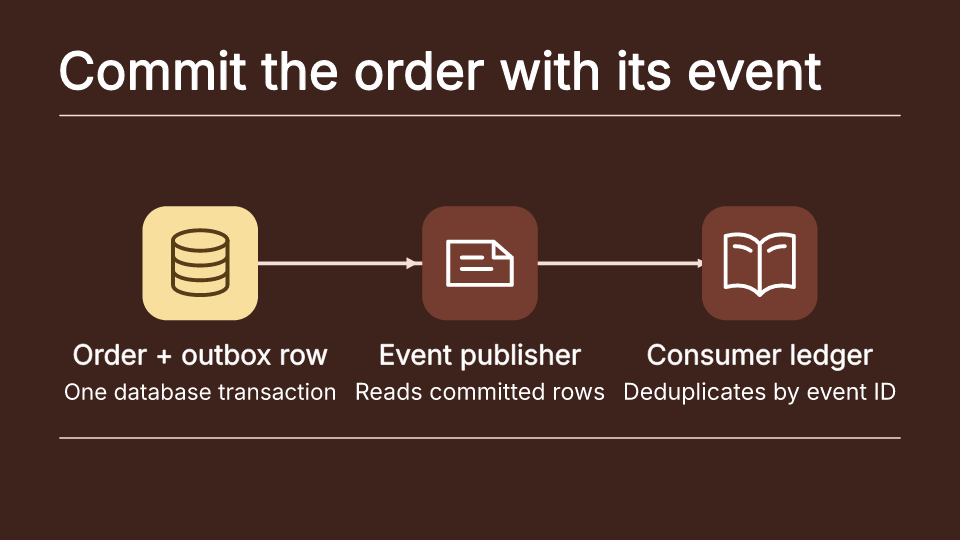 Commit the order with its event
Order + outbox row
One database transaction
Event publisher
Reads committed rows
Consumer ledger
Deduplicates by event ID